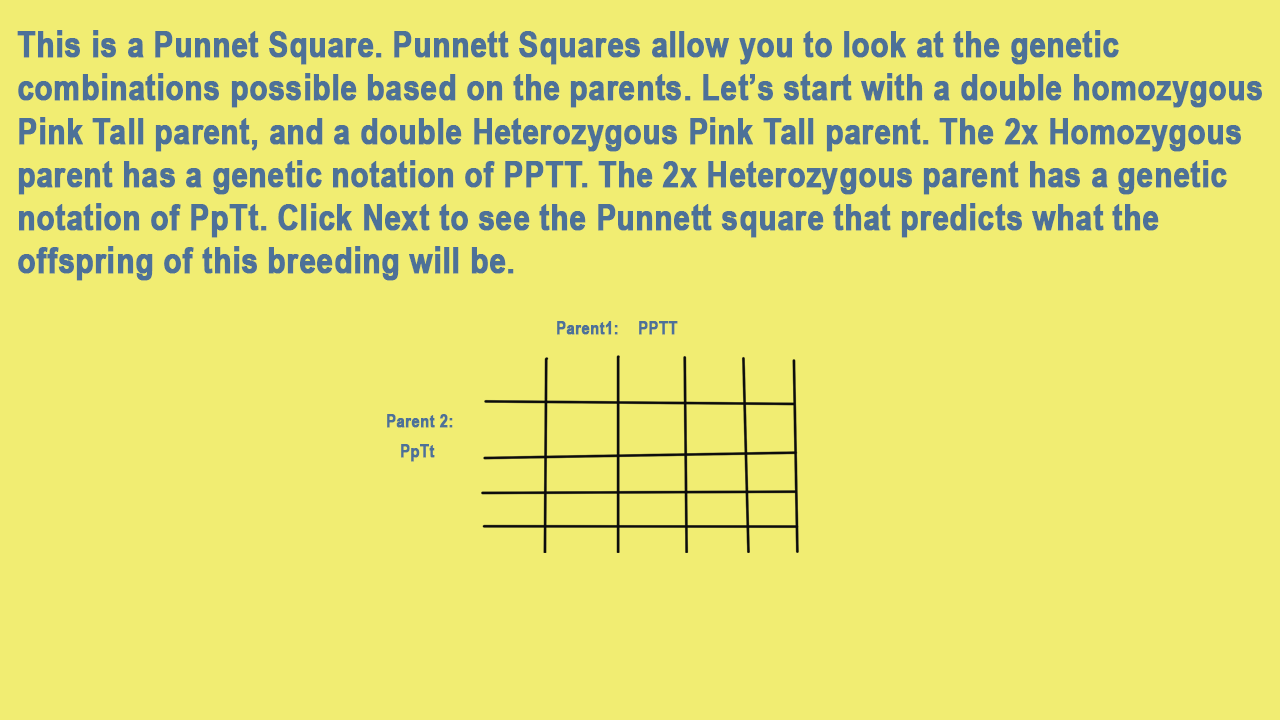 This is a Punnet Square. Punnett Squares allow you to look at the genetic
combinations possible based on the parents. Let’s start with a double homozygous
Pink Tall parent, and a double Heterozygous Pink Tall parent. The 2x Homozygous
parent has a genetic notation of PPTT. The 2x Heterozygous parent has a genetic
notation of PpTt. Click Next to see the Punnett square that predicts what the
offspring of this breeding will be.
Parent1: PPTT
Parent 2:
PpTt